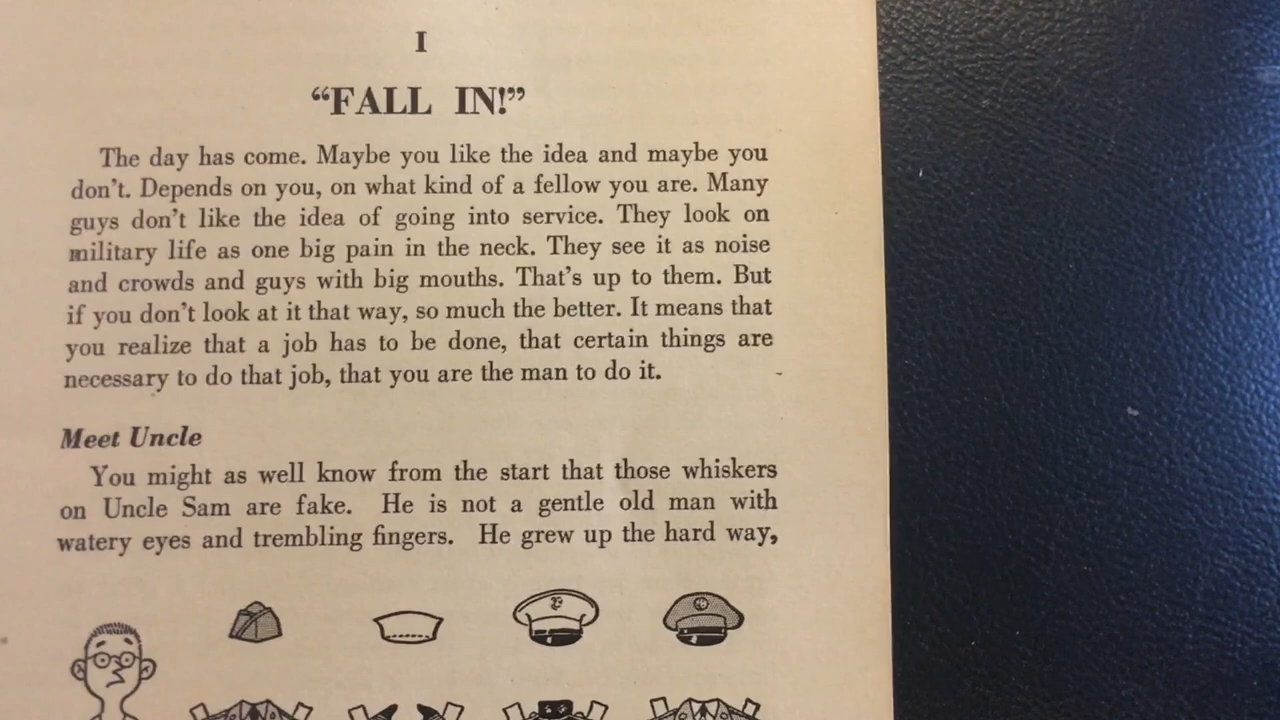 I
“FALL IN!”
The day has come. Maybe you like the idea and maybe you
don’t. Depends on you, on what kind of a fellow you are. Many
guys don’t like the idea of going into service. They look on
military life as one big pain in the neck. They see it as noise
and crowds and guys with big mouths. That’s up to them. But
if you don’t look at it that way, so much the better. It means that
you realize that a job has to be done, that certain things are
necessary to do that job, that you are the man to do it.
Meet Uncle
You might as well know from the start that those whiskers
on Uncle Sam are fake. He is not a gentle old man with
watery eyes and trembling fingers. He grew up the hard way,